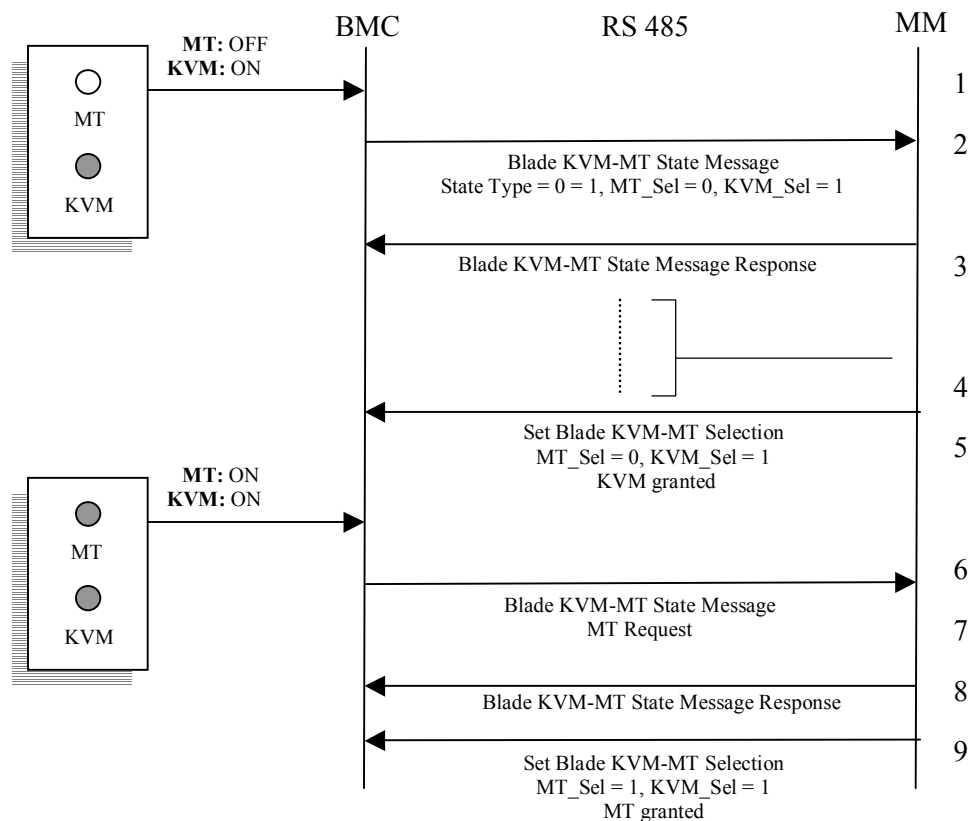 BMC RS 485 MM
MT: OFF
KVM: ON
1
MT
2
Blade KVM-MT State Message
State Type = 0 = 1, MT_Sel = 0, KVM_Sel = 1
KVM
3
Blade KVM-MT State Message Response
4
Set Blade KVM-MT Selection
5
MT_Sel = 0, KVM_Sel = 1
KVM granted
MT: ON
KVM: ON
MT
6
Blade KVM-MT State Message
MT Request
7
KVM
8
Blade KVM-MT State Message Response
9
Set Blade KVM-MT Selection
MT_Sel = 1, KVM_Sel = 1
MT granted